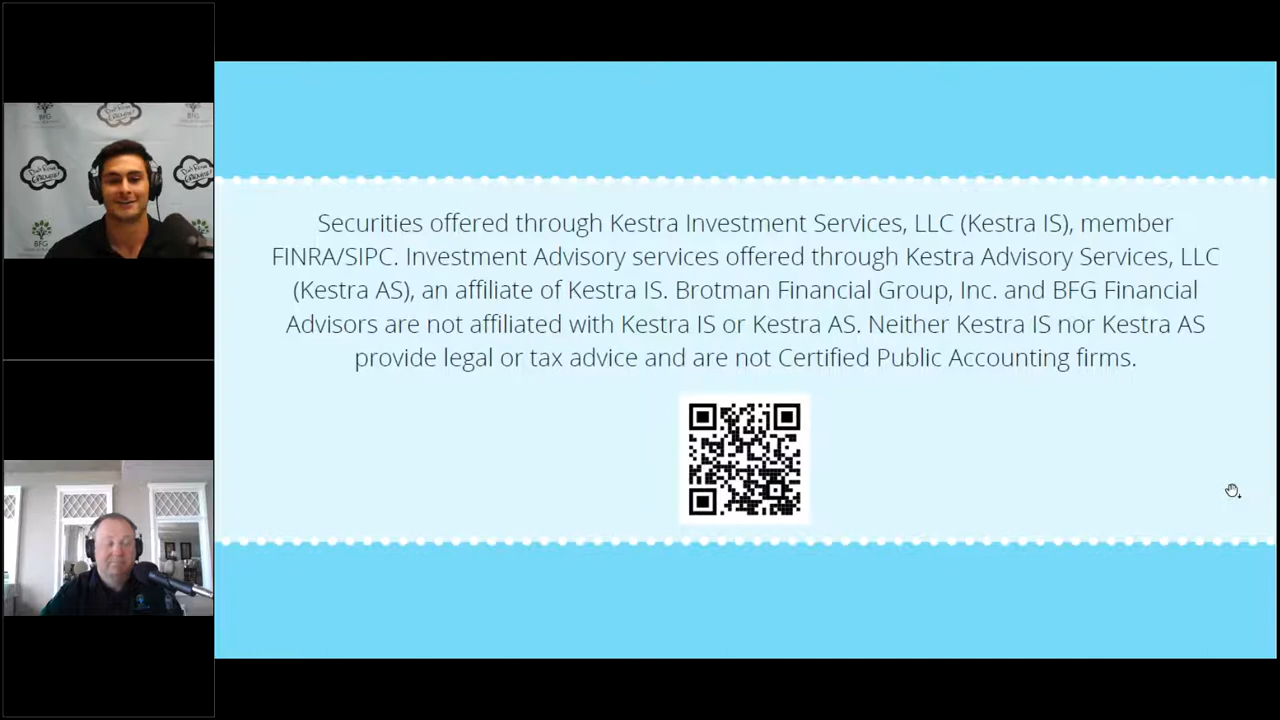 BFG
Securities offered through Kestra Investment Services, LLC (Kestra IS), member
FINRA/SIPC. Investment Advisory services offered through Kestra Advisory Services, LLC
(Kestra AS), an affiliate of Kestra IS. Brotman Financial Group, Inc. and BFG Financial
Advisors are not affiliated with Kestra IS or Kestra AS. Neither Kestra IS nor Kestra AS
provide legal or tax advice and are not Certified Public Accounting firms.
BFG